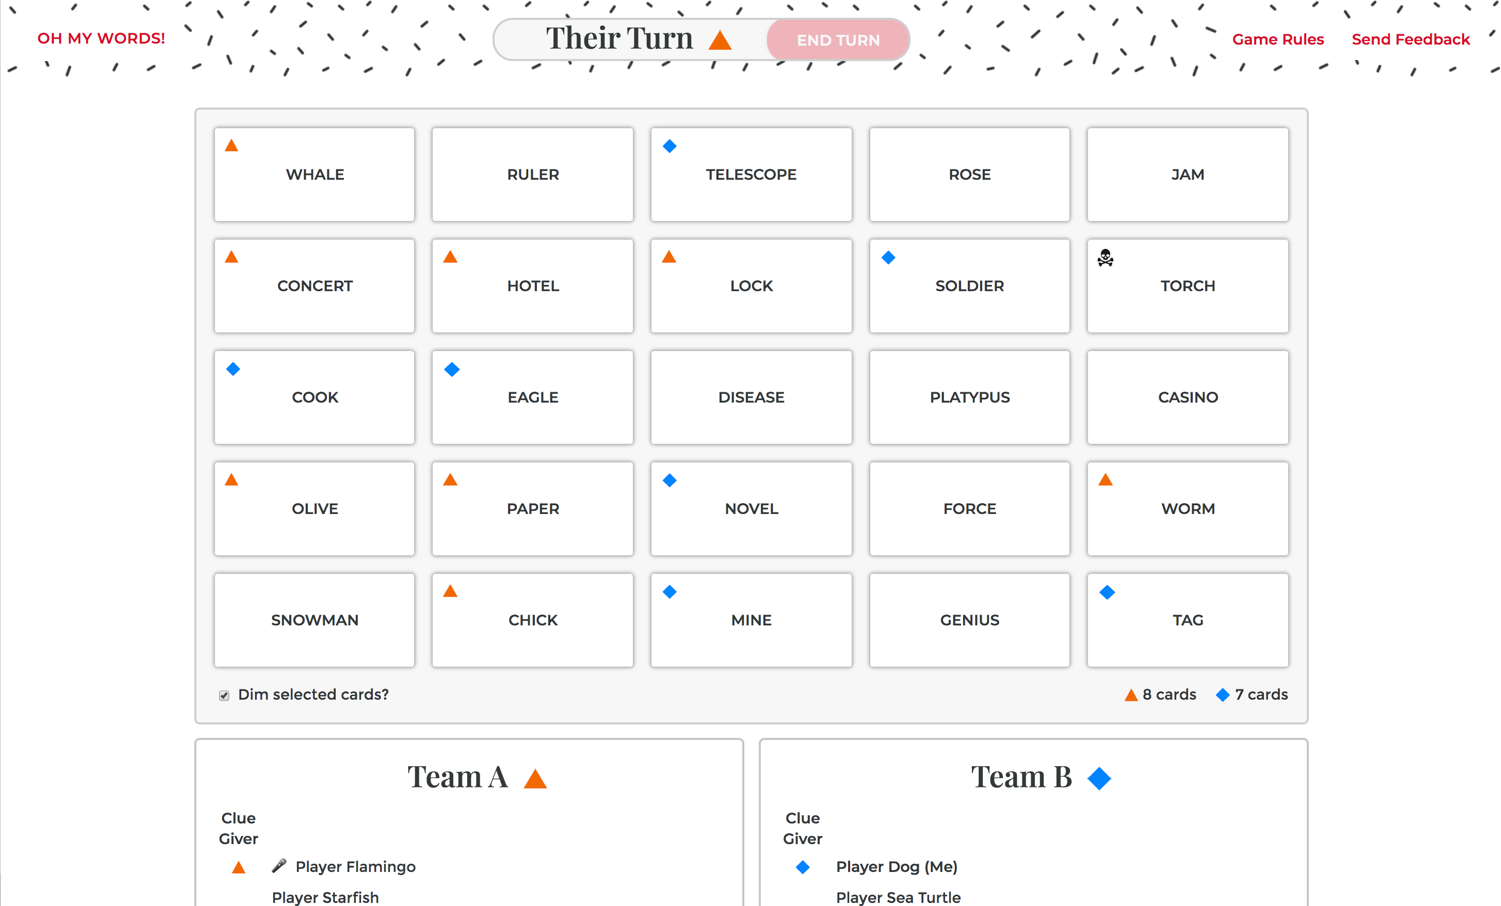 OH MY WORDS!
Their Turn
END TURN
Game Rules
Send Feedback
WHALE
RULER
TELESCOPE
ROSE
JAM
CONCERT
HOTEL
LOCK
SOLDIER
TORCH
COOK
EAGLE
DISEASE
PLATYPUS
CASINO
OLIVE
PAPER
NOVEL
FORCE
WORM
SNOWMAN
CHICK
MINE
GENIUS
TAG
Dim selected cards?
8 cards
7 cards
Team A
Clue
Giver
Player Flamingo
Player Starfish
Team B
Clue
Giver
Player Dog (Me)
Player Sea Turtle